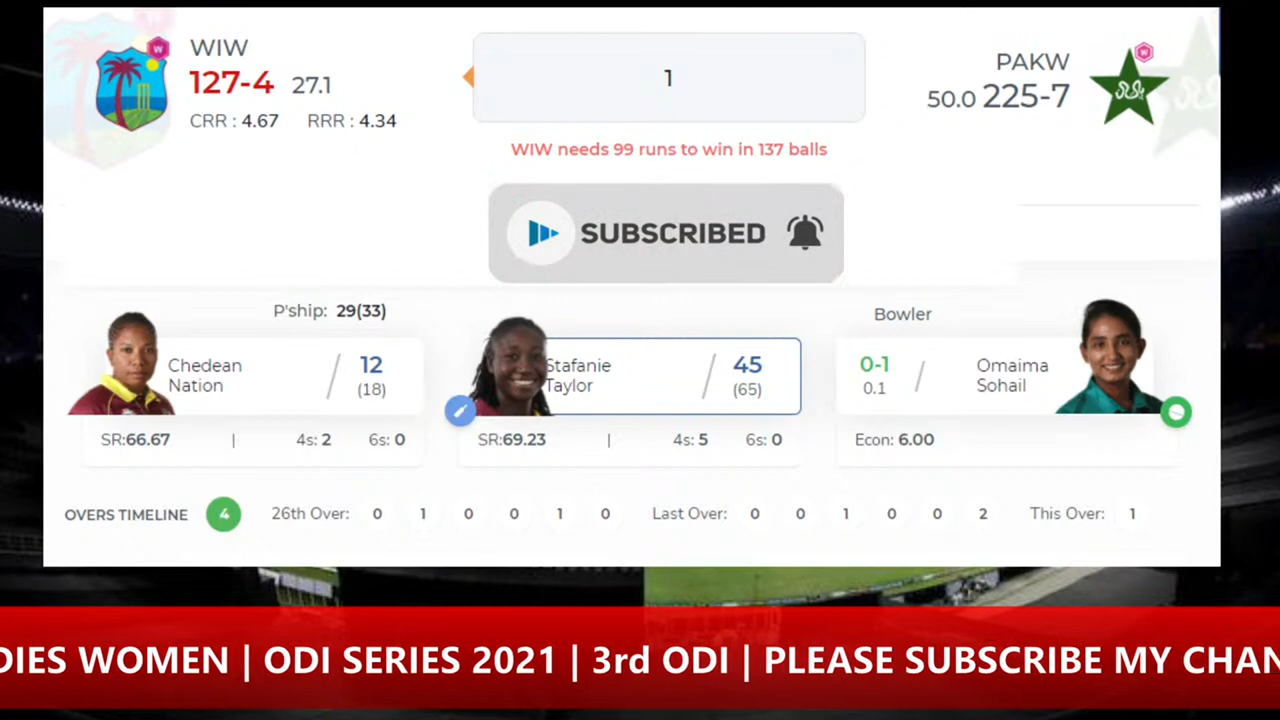 WIW
127-4 27.1
CRR : 4.67 RRR : 4.34
1
WIW needs 99 runs to win in 137 balls
PAKW
50.0 225-7
W
W
SUBSCRIBED
P'ship: 29(33)
Bowler
Chedean
Nation
12
(18)
SR:66.67 | 4s: 2 6s: 0
Stafanie
Taylor
45
(65)
SR:69.23 | 4s: 5 6s: 0
0-1
0.1
Omaima
Sohail
Econ: 6.00
OVERS TIMELINE 4 26th Over: 0 1 0 0 1 0 Last Over: 0 0 1 0 0 2 This Over: 1
DIES WOMEN | ODI SERIES 2021 | 3rd ODI | PLEASE SUBSCRIBE MY CHAN